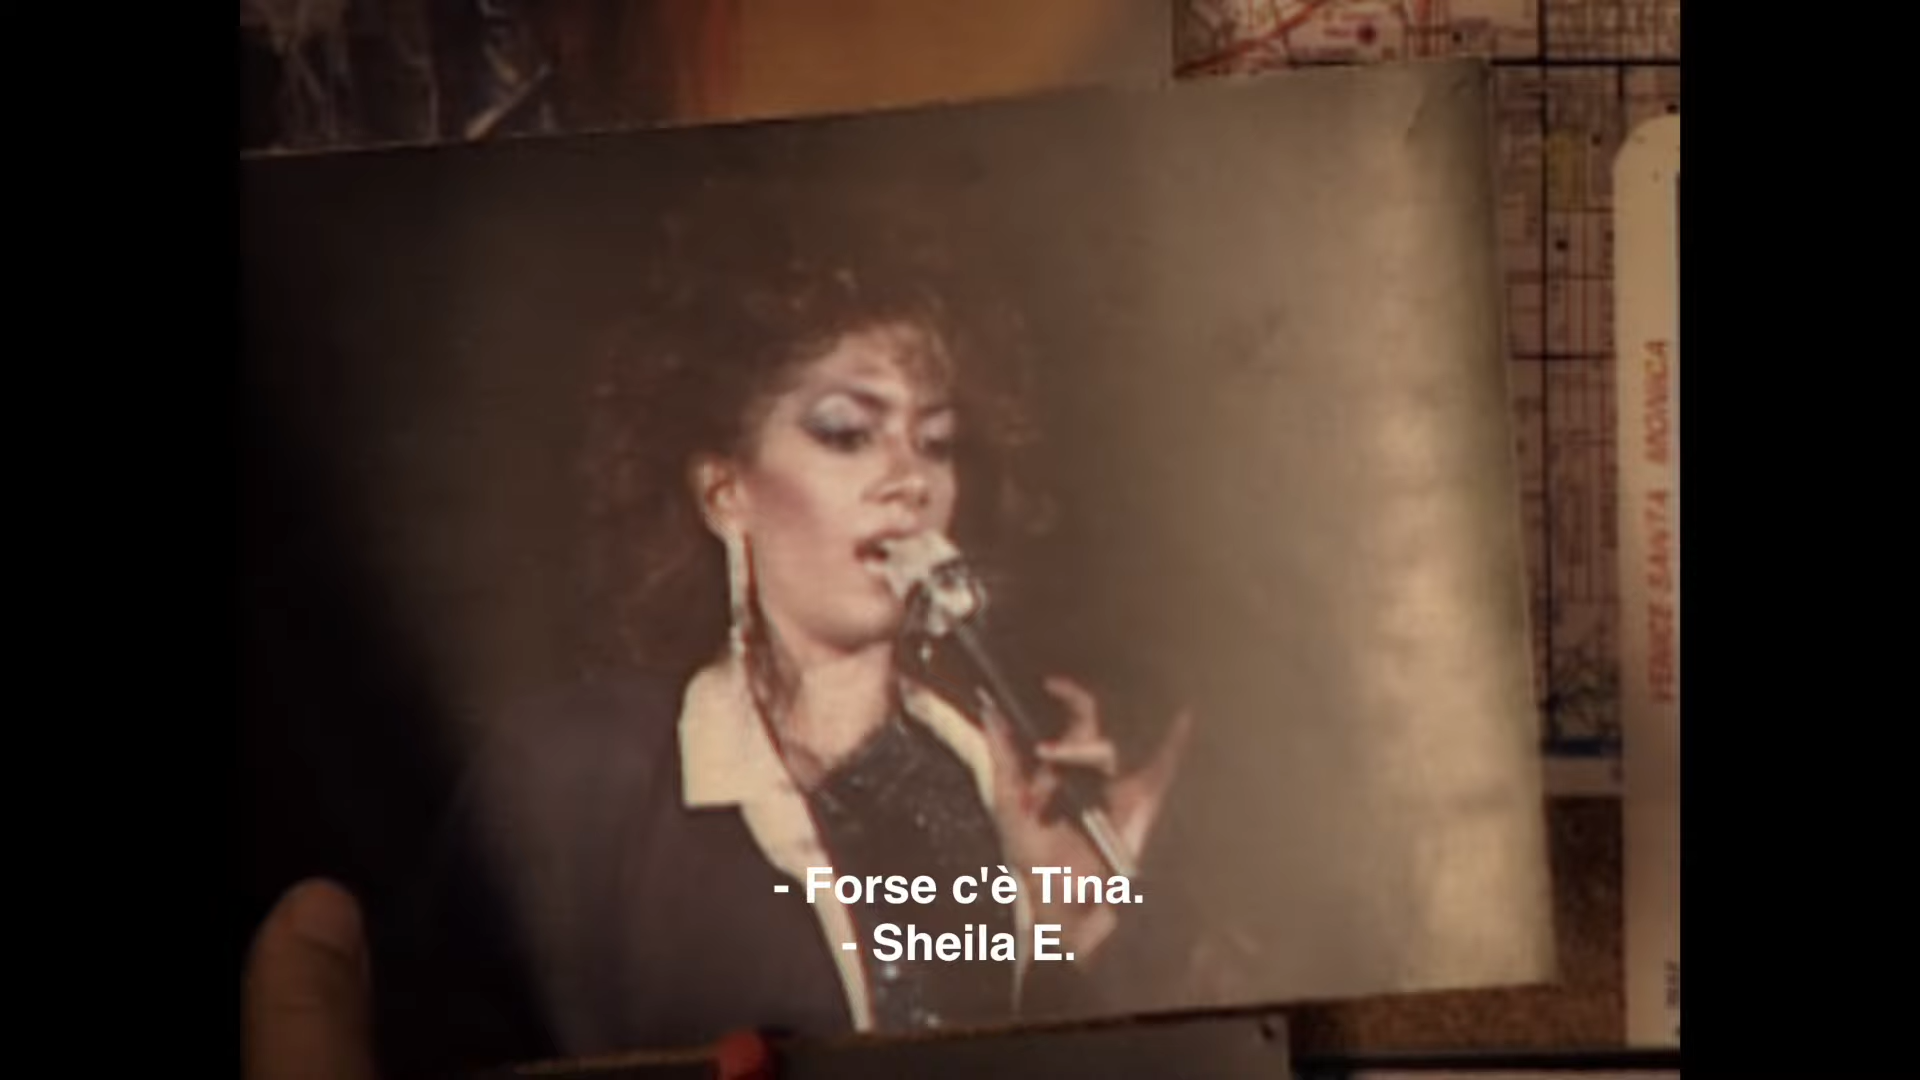 - Forse c'è Tina.
- Sheila E.
VENICE SANTA MONICA